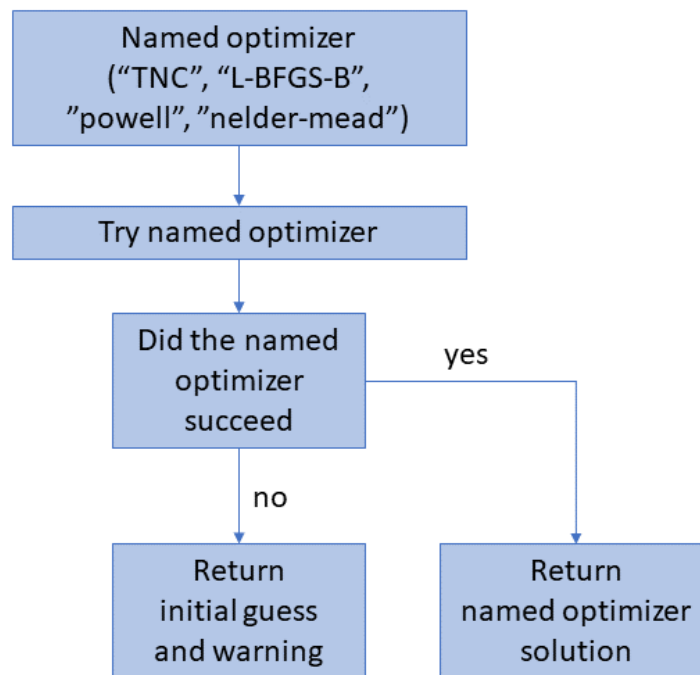 Named optimizer
(“TNC”, “L-BFGS-B”,
”powell”, ”nelder-mead”)
Try named optimizer
Did the named
optimizer
succeed
yes
no
Return
initial guess
and warning
Return
named optimizer
solution